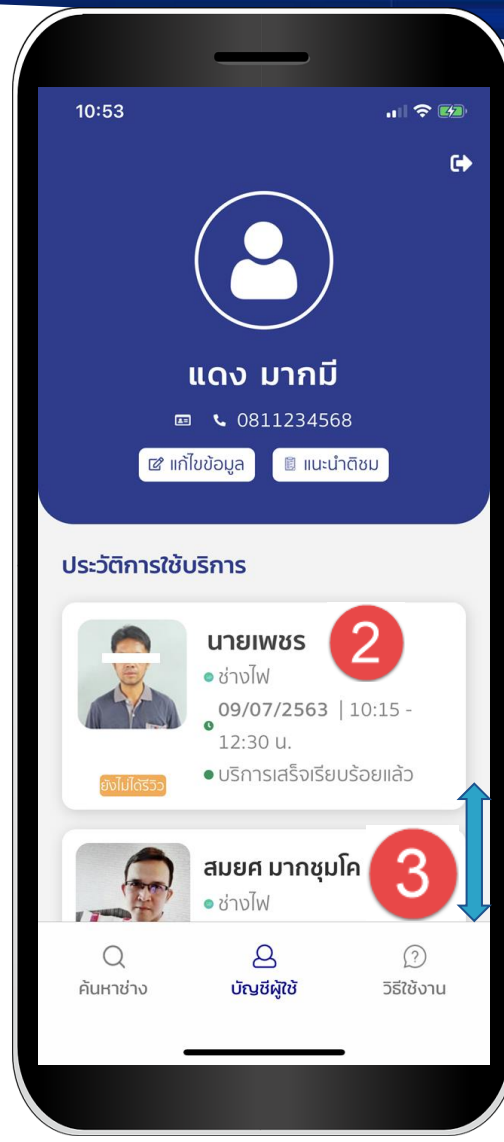 10:53
แดง มากมี
0811234568
แก้ไขข้อมูล แนะนำติชม
ประวัติการใช้บริการ
นายเพชร 2
ช่างไฟ
09/07/2563 | 10:15 -
12:30 น.
ยังไม่ได้รีวิว บริการเสร็จเรียบร้อยแล้ว
สมยศ มากชุมโค 3
ช่างไฟ
ค้นหาช่าง บัญชีผู้ใช้ วิธีใช้งาน